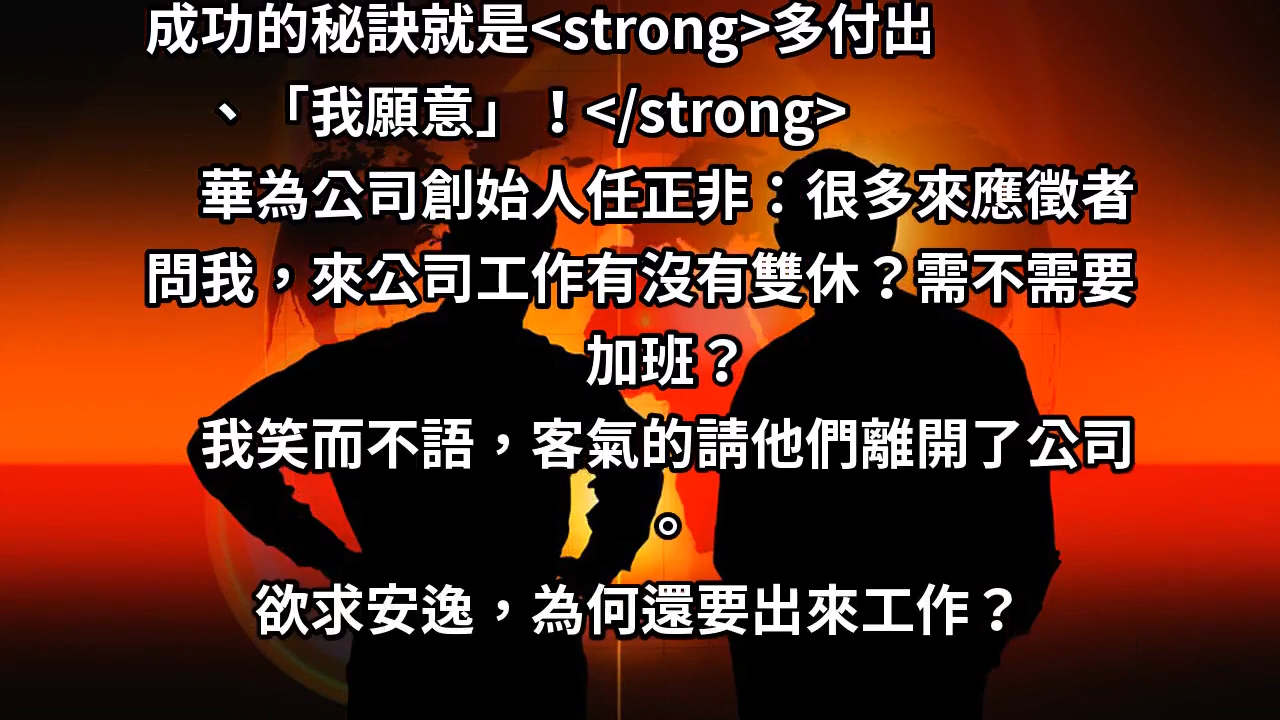 成功的秘訣就是<strong>多付出
、「我願意」！</strong>
華為公司創始人任正非：很多來應徵者
問我，來公司工作有沒有雙休？需不需要
加班？
我笑而不語，客氣的請他們離開了公司
。
欲求安逸，為何還要出來工作？